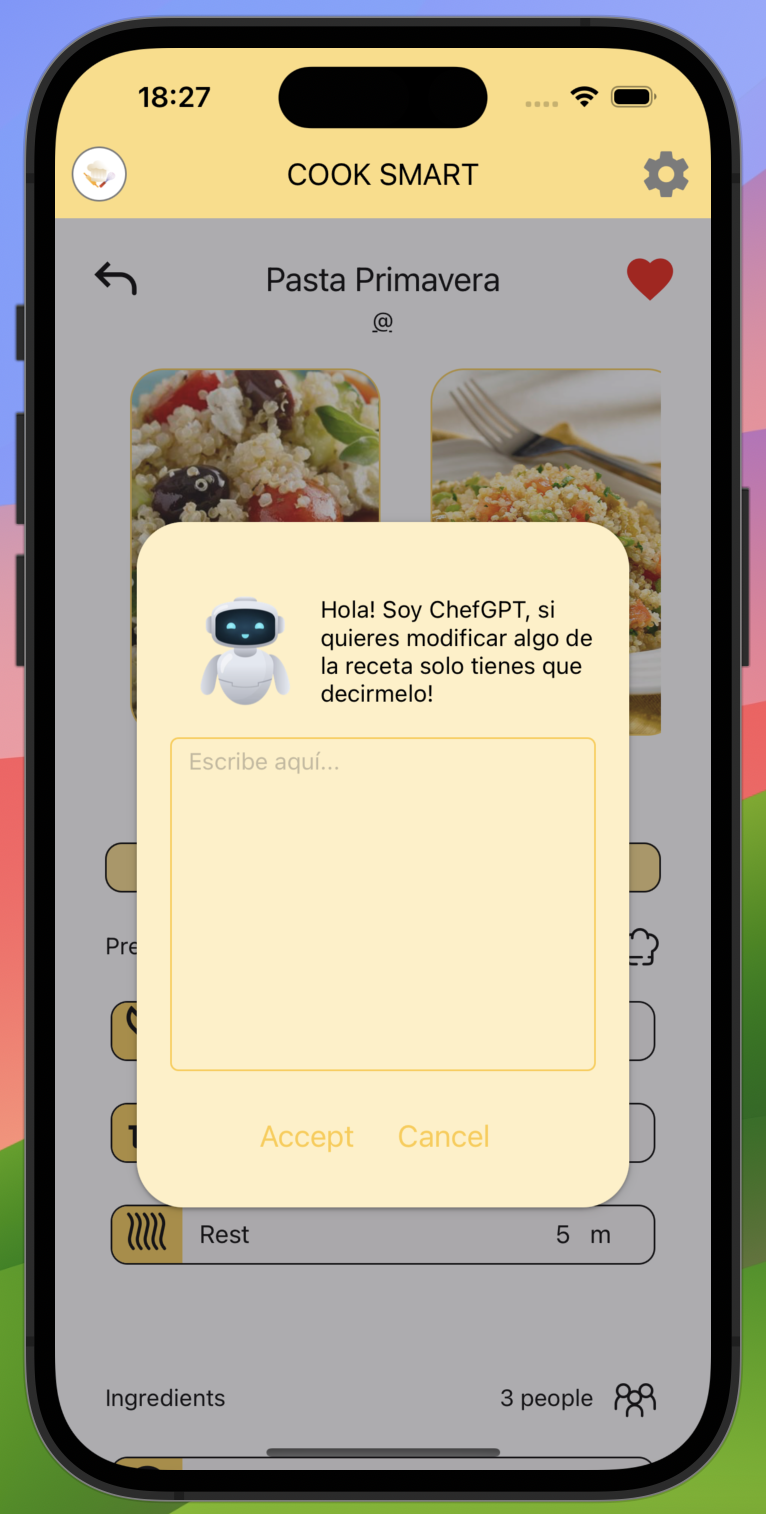 18:27
COOK SMART
Pasta Primavera
@
Hola! Soy ChefGPT, si
quieres modificar algo de
la receta solo tienes que
decirmelo!
Escribe aquí...
Pre
Accept Cancel
Rest 5 m
Ingredients 3 people